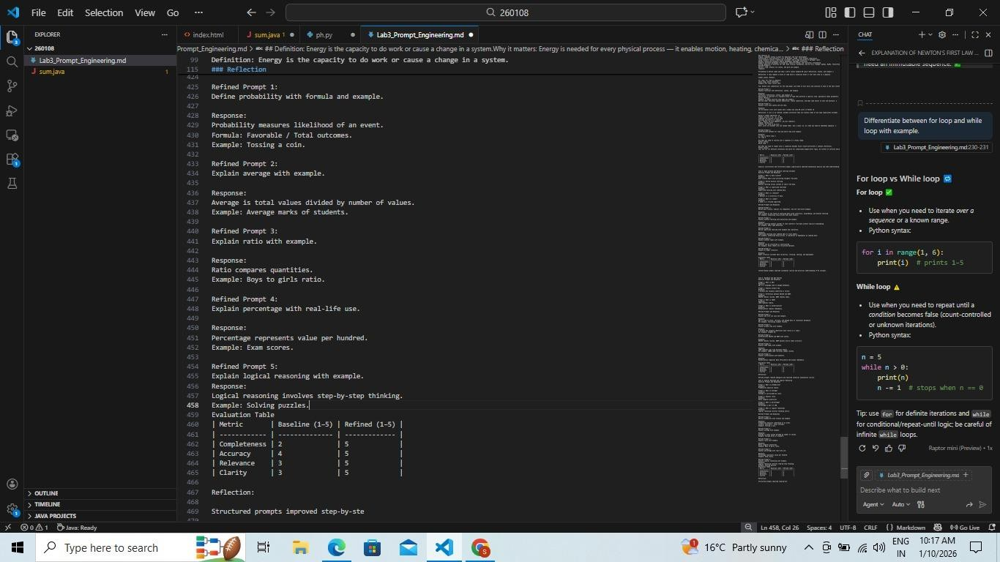 File Edit Selection View Go ···
260108
EXPLORER
260108
Lab3_Prompt_Engineering.md
sum.java 1
OUTLINE
TIMELINE
JAVA PROJECTS
index.html
sum.java 1
ph.py
Lab3_Prompt_Engineering.md
Prompt_Engineering.md > ## Definition: Energy is the capacity to do work or cause a change in a system.Why it matters: Energy is needed for every physical process — it enables motion, heating, chemica... > ### Reflection
99 Definition: Energy is the capacity to do work or cause a change in a system.
115 ### Reflection
424
425 Refined Prompt 1:
426 Define probability with formula and example.
427
428 Response:
429 Probability measures likelihood of an event.
430 Formula: Favorable / Total outcomes.
431 Example: Tossing a coin.
432
433 Refined Prompt 2:
434 Explain average with example.
435
436 Response:
437 Average is total values divided by number of values.
438 Example: Average marks of students.
439
440 Refined Prompt 3:
441 Explain ratio with example.
442
443 Response:
444 Ratio compares quantities.
445 Example: Boys to girls ratio.
446
447 Refined Prompt 4:
448 Explain percentage with real-life use.
449
450 Response:
451 Percentage represents value per hundred.
452 Example: Exam scores.
453
454 Refined Prompt 5:
455 Explain logical reasoning with example.
456 Response:
457 Logical reasoning involves step-by-step thinking.
458 Example: Solving puzzles.
459 Evaluation Table
460 | Metric | Baseline (1–5) | Refined (1–5) |
461 | ----------- | -------------- | ------------- |
462 | Completeness | 2 | 5 |
463 | Accuracy | 4 | 5 |
464 | Relevance | 3 | 5 |
465 | Clarity | 3 | 5 |
466
467 Reflection:
468
469 Structured prompts improved step-by-ste
470
CHAT
EXPLANATION OF NEWTON'S FIRST LAW ...
need an immutable sequence. ✅
Differentiate between for loop and while
loop with example.
Lab3_Prompt_Engineering.md:230-231
For loop vs While loop 🔁
For loop ✅
• Use when you need to iterate over a
sequence or a known range.
• Python syntax:
for i in range(1, 6):
print(i) # prints 1–5
While loop ⚠️
• Use when you need to repeat until a
condition becomes false (count-controlled
or unknown iterations).
• Python syntax:
n = 5
while n > 0:
print(n)
n -= 1 # stops when n == 0
Tip: use for for definite iterations and while
for conditional/repeat-until logic; be careful of
infinite while loops.
Raptor mini (Preview) • 1x
Lab3_Prompt_Engineering.md +
Describe what to build next
Agent Auto
0 1 Java: Ready
Ln 458, Col 26 Spaces: 4 UTF-8 CRLF {} Markdown Go Live
Type here to search
16°C Partly sunny
ENG
IN
10:17 AM
1/10/2026